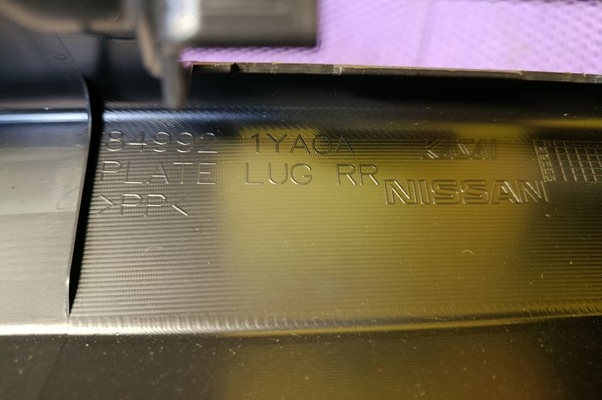 84992 1YA0A
PLATE LUG RR
NISSAN
>PP<